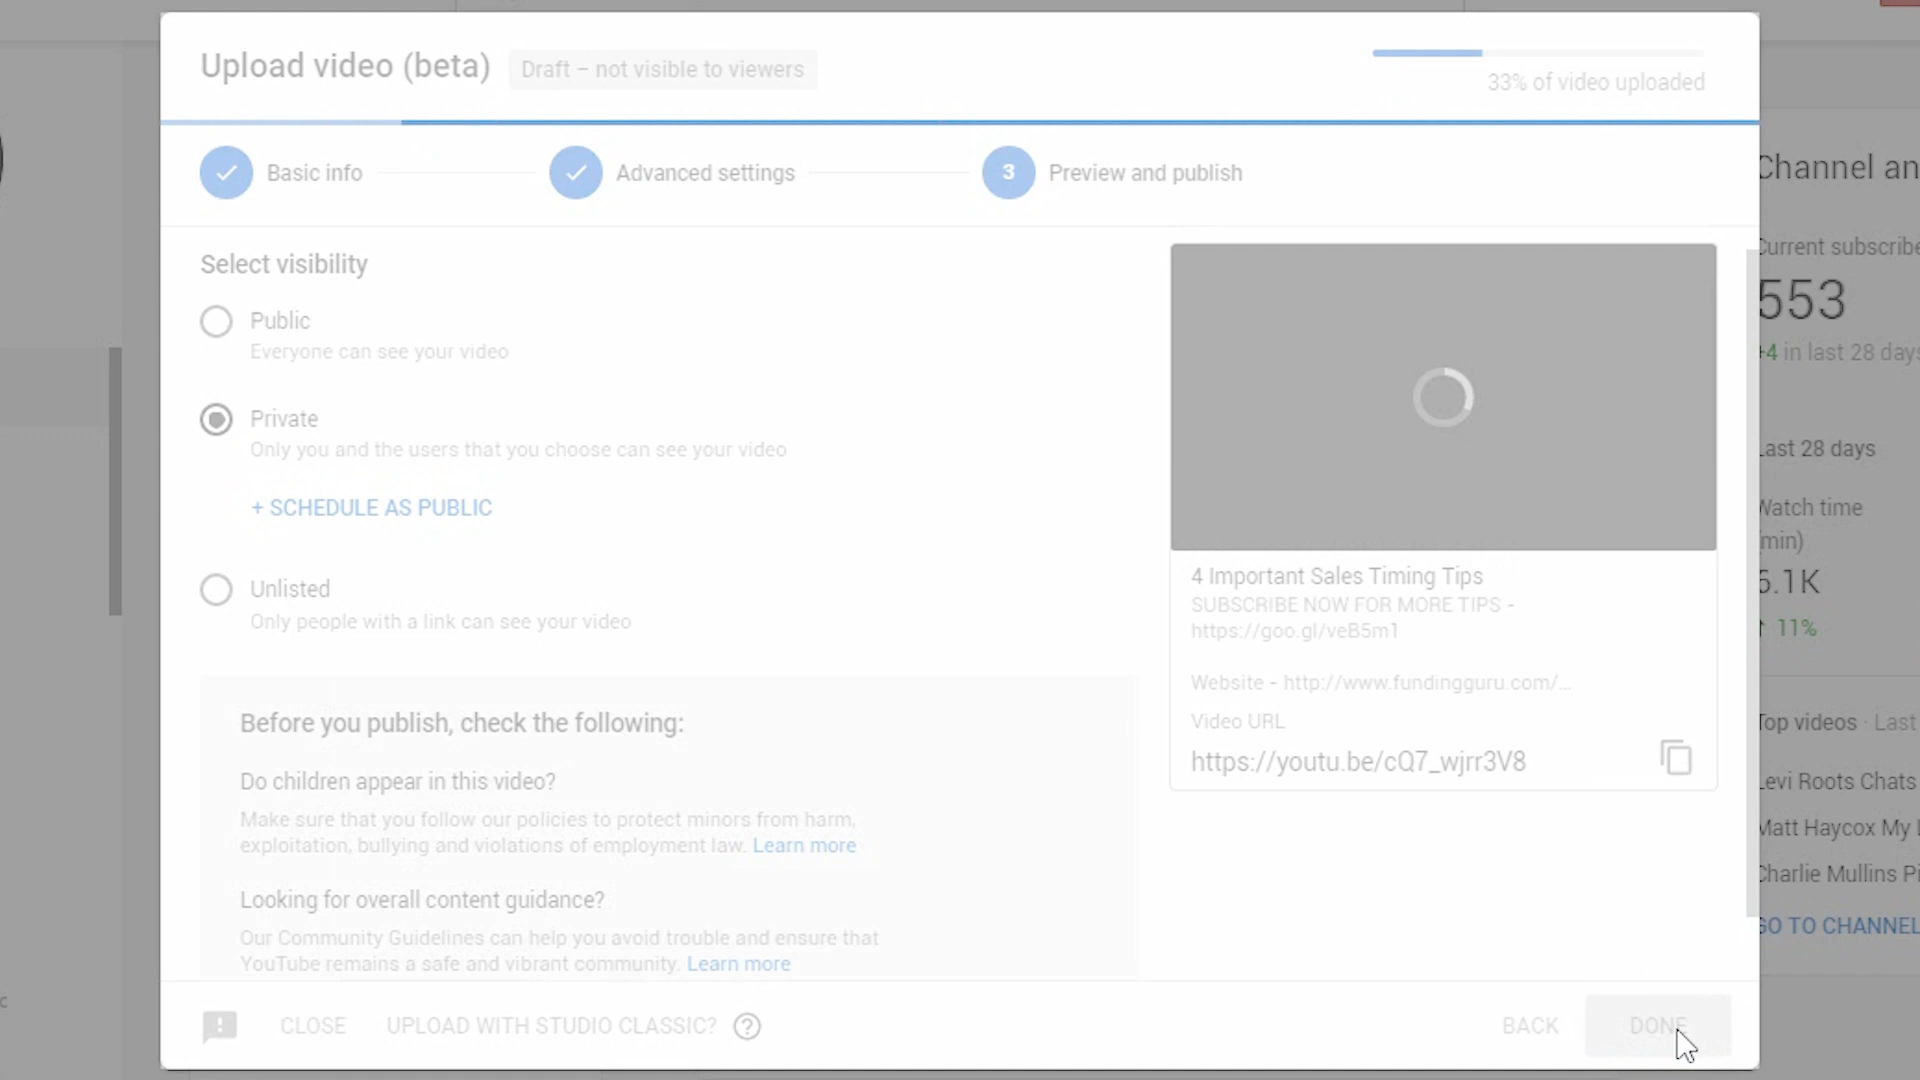 Upload video (beta)
Draft – not visible to viewers
33% of video uploaded
Basic info
Advanced settings
3
Preview and publish
Select visibility
Public
Everyone can see your video
Private
Only you and the users that you choose can see your video
+ SCHEDULE AS PUBLIC
Unlisted
Only people with a link can see your video
Before you publish, check the following:
Do children appear in this video?
Make sure that you follow our policies to protect minors from harm,
exploitation, bullying and violations of employment law. Learn more
Looking for overall content guidance?
Our Community Guidelines can help you avoid trouble and ensure that
YouTube remains a safe and vibrant community. Learn more
4 Important Sales Timing Tips
SUBSCRIBE NOW FOR MORE TIPS -
https://goo.gl/veB5m1
Website - http://www.fundingguru.com/...
Video URL
https://youtu.be/cQ7_wjrr3V8
CLOSE
UPLOAD WITH STUDIO CLASSIC?
BACK
DONE
Channel an
Current subscribe
553
+4 in last 28 days
Last 28 days
Watch time
(min)
6.1K
11%
Top videos · Last
Levi Roots Chats
Matt Haycox My
Charlie Mullins Pi
GO TO CHANNEL